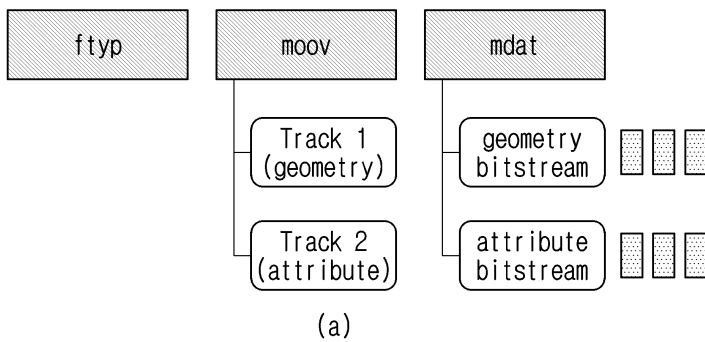 ftyp
moov
mdat
Track 1
(geometry)
geometry
bitstream
Track 2
(attribute)
attribute
bitstream
(a)